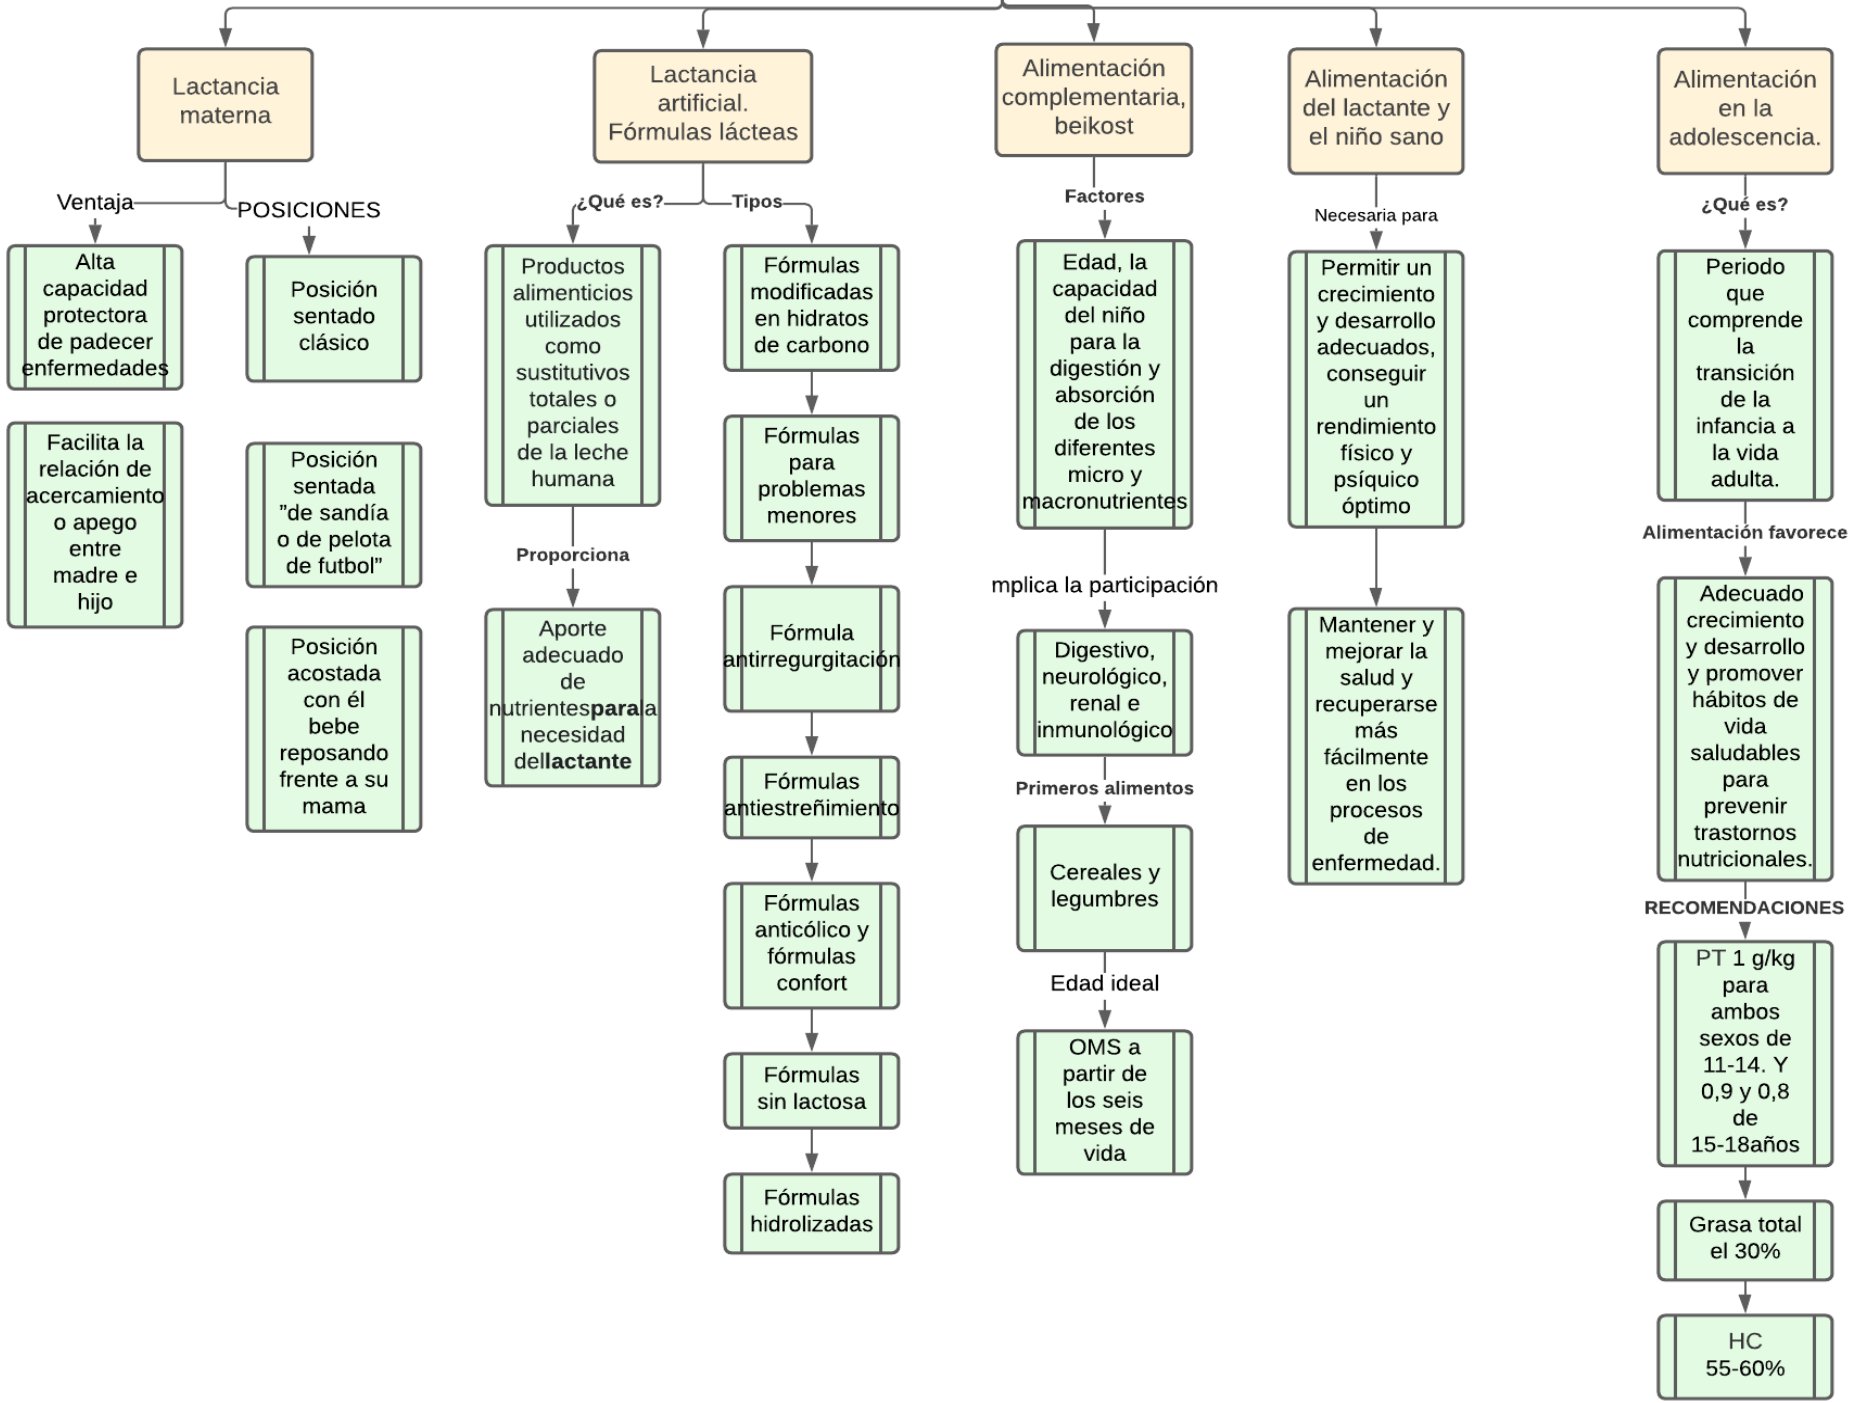 Lactancia
materna
Ventaja
POSICIONES
Alta
capacidad
protectora
de padecer
enfermedades
Facilita la
relación de
acercamiento
o apego
entre
madre e
hijo
Posición
sentado
clásico
Posición
sentada
”de sandía
o de pelota
de futbol”
Posición
acostada
con él
bebe
reposando
frente a su
mama
Lactancia
artificial.
Fórmulas lácteas
¿Qué es?
Tipos
Productos
alimenticios
utilizados
como
sustitutivos
totales o
parciales
de la leche
humana
Proporciona
Aporte
adecuado
de
nutrientesparala
necesidad
dellactante
Fórmulas
modificadas
en hidratos
de carbono
Fórmulas
para
problemas
menores
Fórmula
antirregurgitación
Fórmulas
antiestreñimiento
Fórmulas
anticólico y
fórmulas
confort
Fórmulas
sin lactosa
Fórmulas
hidrolizadas
Alimentación
complementaria,
beikost
Factores
Edad, la
capacidad
del niño
para la
digestión y
absorción
de los
diferentes
micro y
macronutrientes
mplica la participación
Digestivo,
neurológico,
renal e
inmunológico
Primeros alimentos
Cereales y
legumbres
Edad ideal
OMS a
partir de
los seis
meses de
vida
Alimentación
del lactante y
el niño sano
Necesaria para
Permitir un
crecimiento
y desarrollo
adecuados,
conseguir
un
rendimiento
físico y
psíquico
óptimo
Mantener y
mejorar la
salud y
recuperarse
más
fácilmente
en los
procesos
de
enfermedad.
Alimentación
en la
adolescencia.
¿Qué es?
Periodo
que
comprende
la
transición
de la
infancia a
la vida
adulta.
Alimentación favorece
Adecuado
crecimiento
y desarrollo
y promover
hábitos de
vida
saludables
para
prevenir
trastornos
nutricionales.
RECOMENDACIONES
PT 1 g/kg
para
ambos
sexos de
11-14. Y
0,9 y 0,8
de
15-18años
Grasa total
el 30%
HC
55-60%